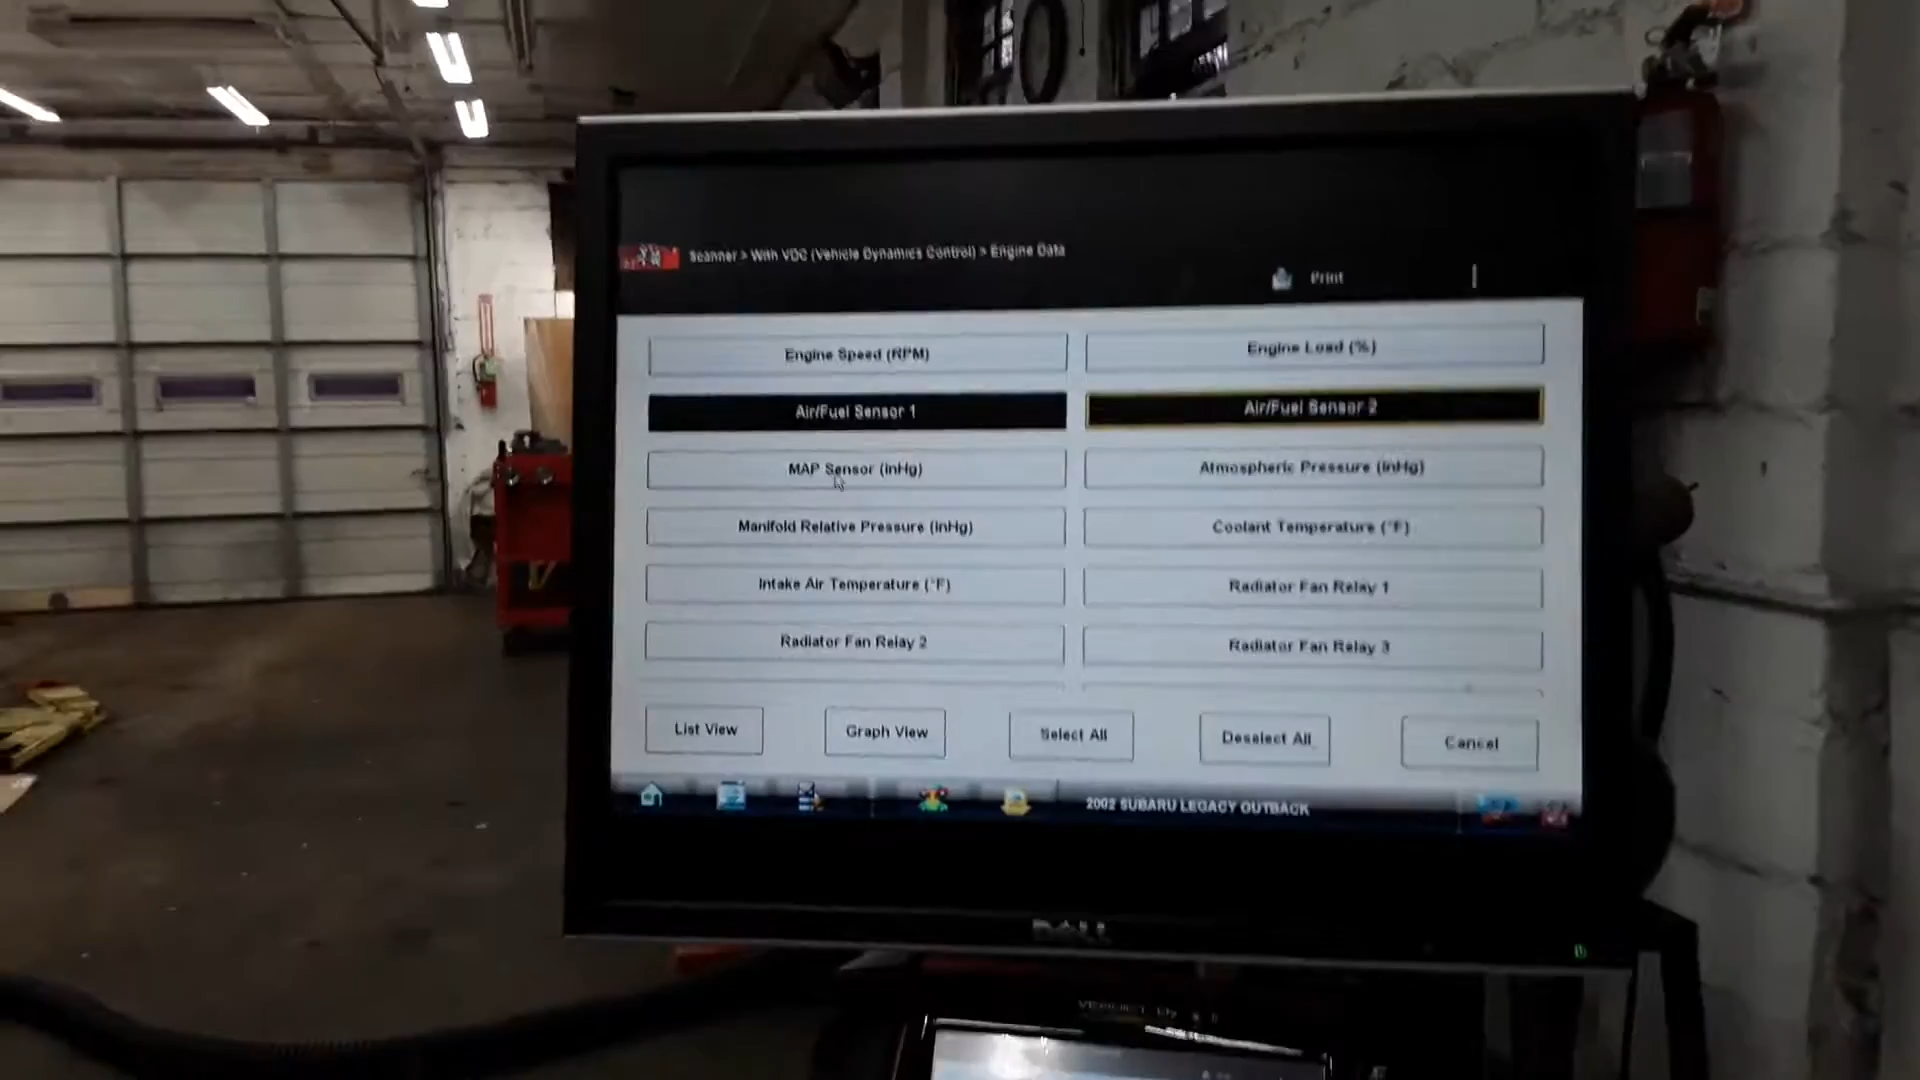 Scanner > With VDC (Vehicle Dynamics Control) > Engine Data
Print
Engine Speed (RPM)
Engine Load (%)
Air/Fuel Sensor 1
Air/Fuel Sensor 2
MAP Sensor (inHg)
Atmospheric Pressure (inHg)
Manifold Relative Pressure (inHg)
Coolant Temperature (°F)
Intake Air Temperature (°F)
Radiator Fan Relay 1
Radiator Fan Relay 2
Radiator Fan Relay 3
List View
Graph View
Select All
Deselect All
Cancel
2002 SUBARU LEGACY OUTBACK
DELL